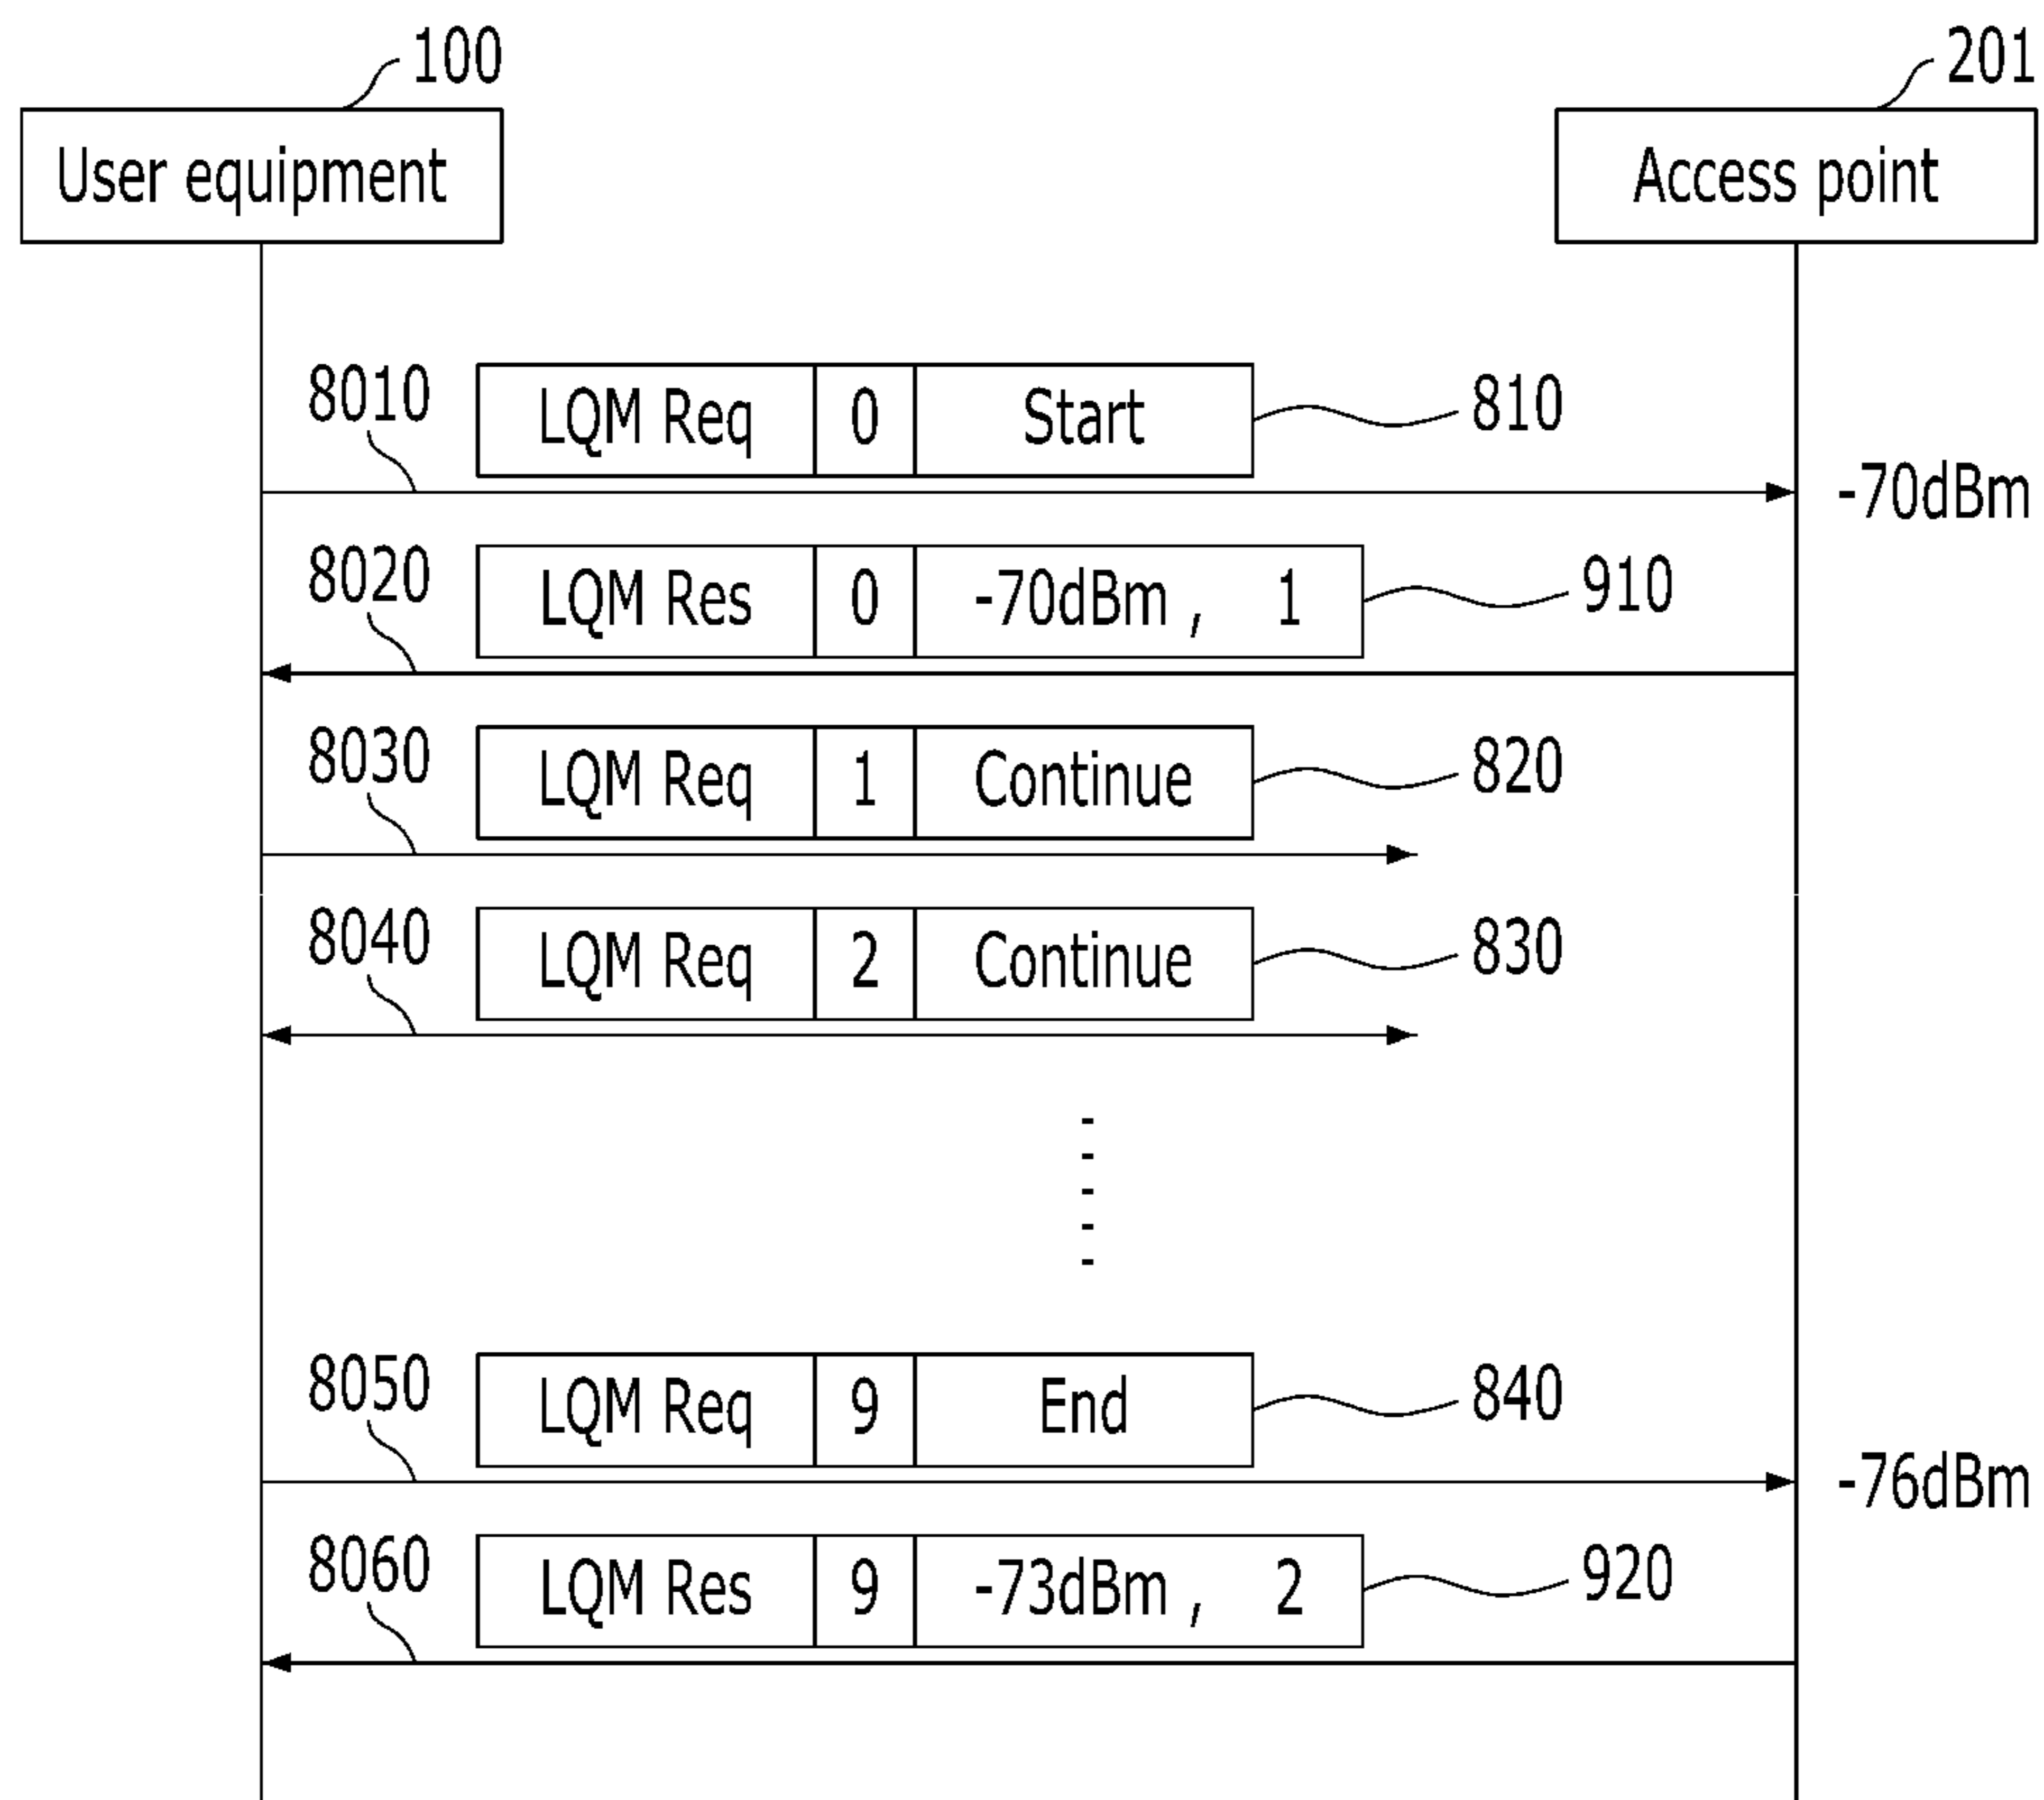 100
201
User equipment
Access point
8010
LQM Req 0 Start
810
-70dBm
8020
LQM Res 0 -70dBm , 1
910
8030
LQM Req 1 Continue
820
8040
LQM Req 2 Continue
830
8050
LQM Req 9 End
840
-76dBm
8060
LQM Res 9 -73dBm , 2
920